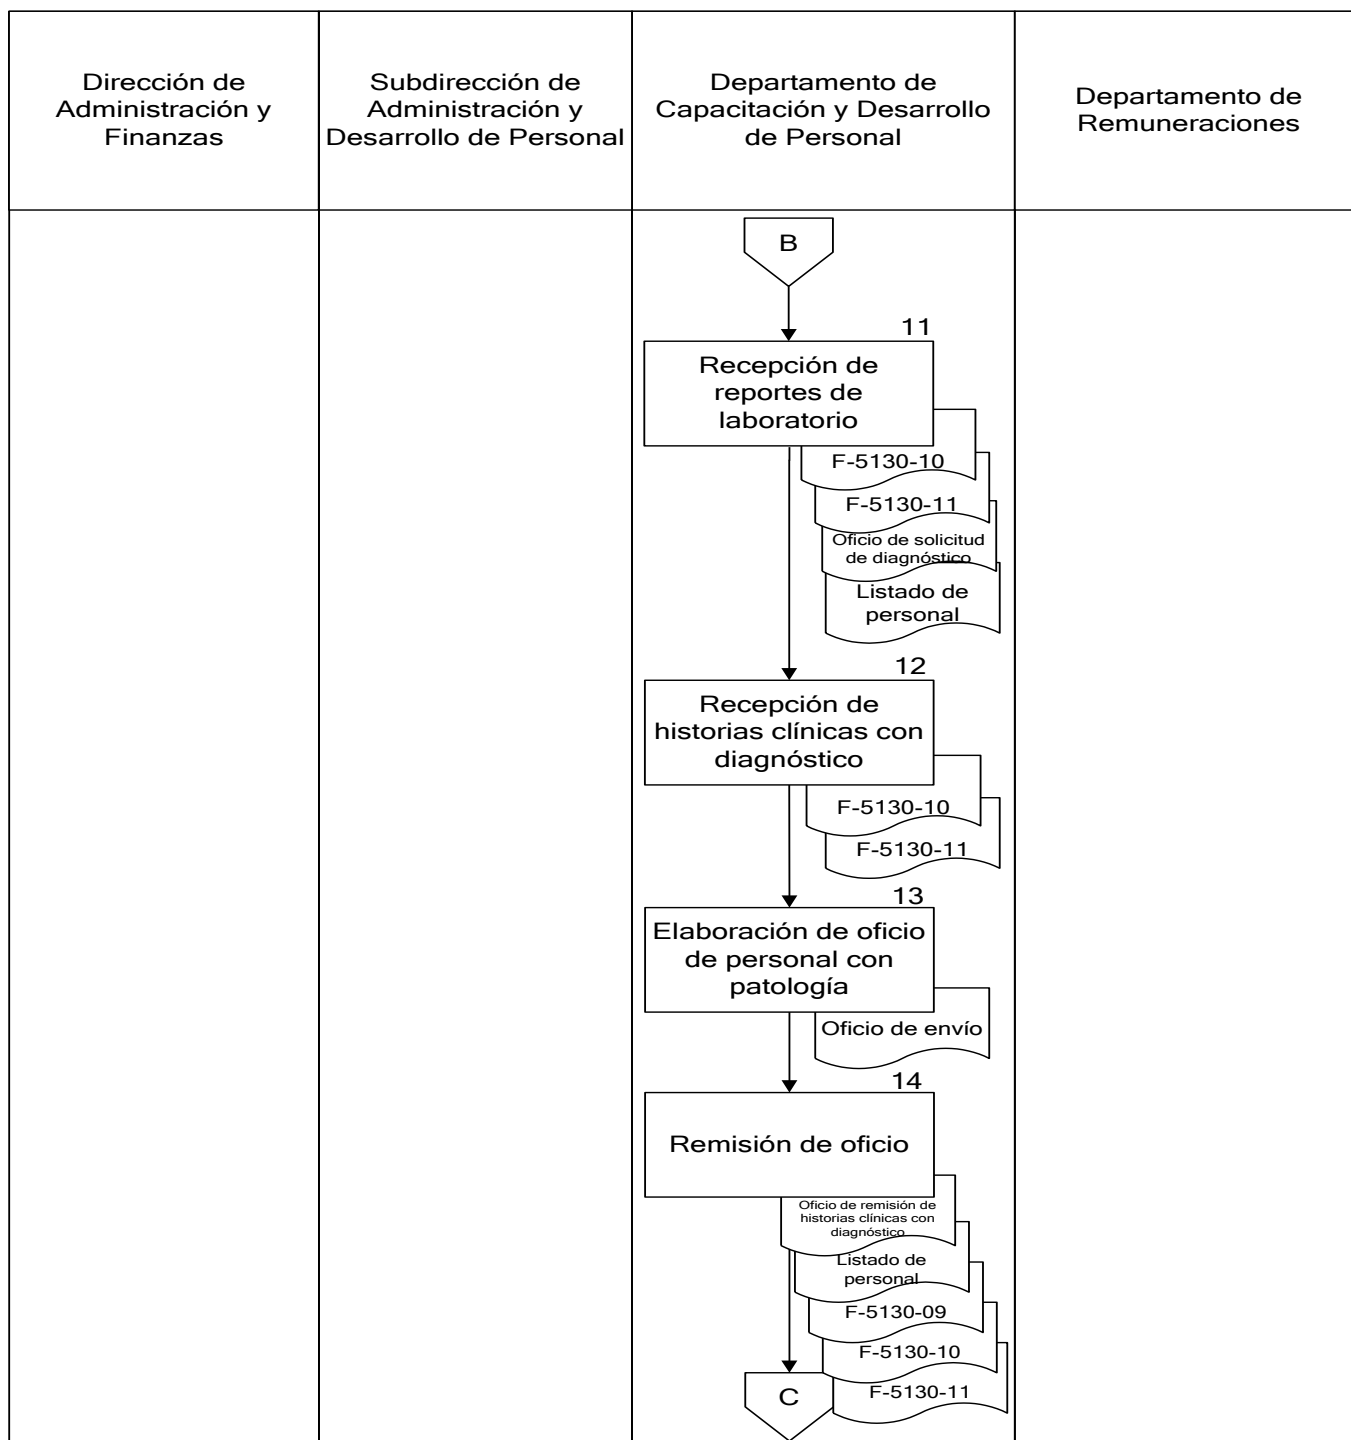 Dirección de
Administración y
Finanzas
Subdirección de
Administración y
Desarrollo de Personal
Departamento de
Capacitación y Desarrollo
de Personal
Departamento de
Remuneraciones
B
11
Recepción de
reportes de
laboratorio
F-5130-10
F-5130-11
Oficio de solicitud
de diagnóstico
Listado de
personal
12
Recepción de
historias clínicas con
diagnóstico
F-5130-10
F-5130-11
13
Elaboración de oficio
de personal con
patología
Oficio de envío
14
Remisión de oficio
Oficio de remisión de
historias clínicas con
diagnóstico
Listado de
personal
F-5130-09
F-5130-10
F-5130-11
C